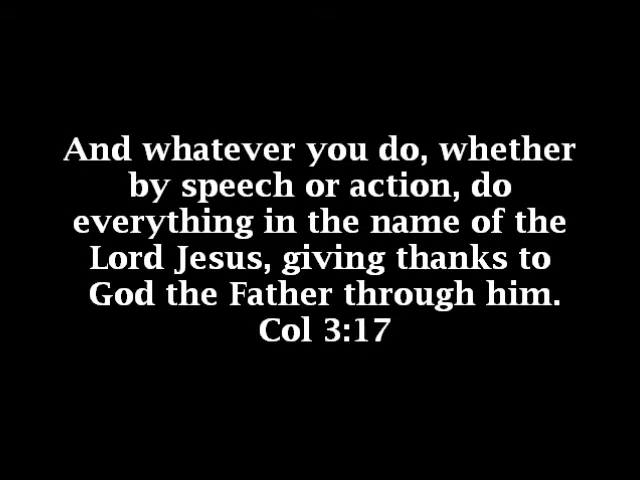 And whatever you do, whether
by speech or action, do
everything in the name of the
Lord Jesus, giving thanks to
God the Father through him.
Col 3:17